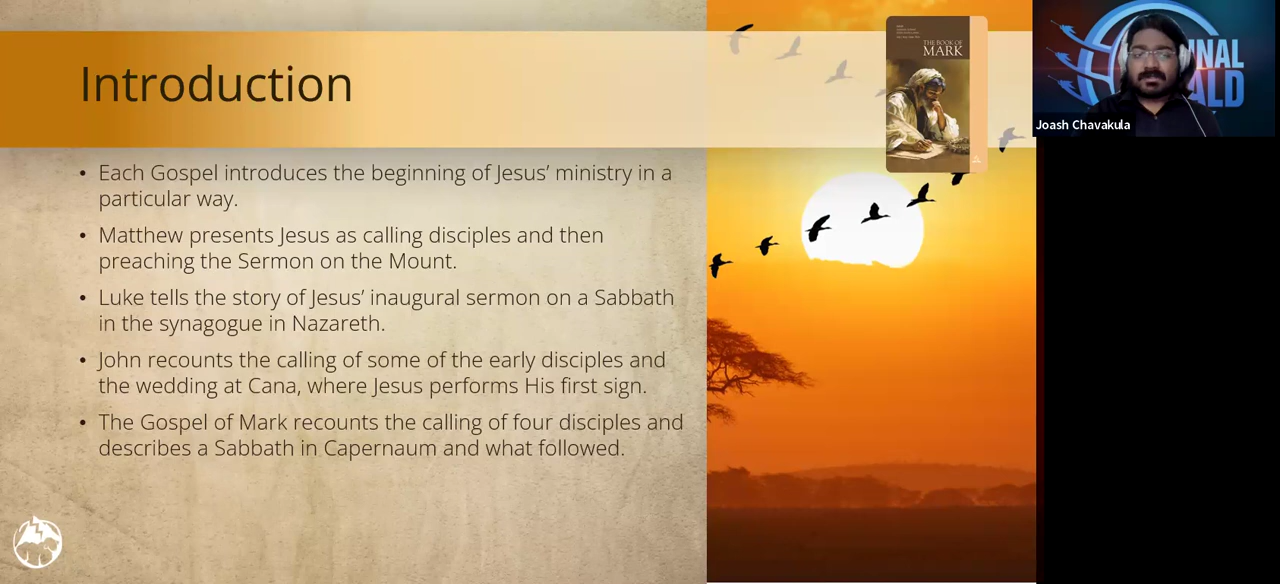 Introduction
• Each Gospel introduces the beginning of Jesus’ ministry in a
particular way.
• Matthew presents Jesus as calling disciples and then
preaching the Sermon on the Mount.
• Luke tells the story of Jesus’ inaugural sermon on a Sabbath
in the synagogue in Nazareth.
• John recounts the calling of some of the early disciples and
the wedding at Cana, where Jesus performs His first sign.
• The Gospel of Mark recounts the calling of four disciples and
describes a Sabbath in Capernaum and what followed.
THE BOOK OF
MARK
Joash Chavakula